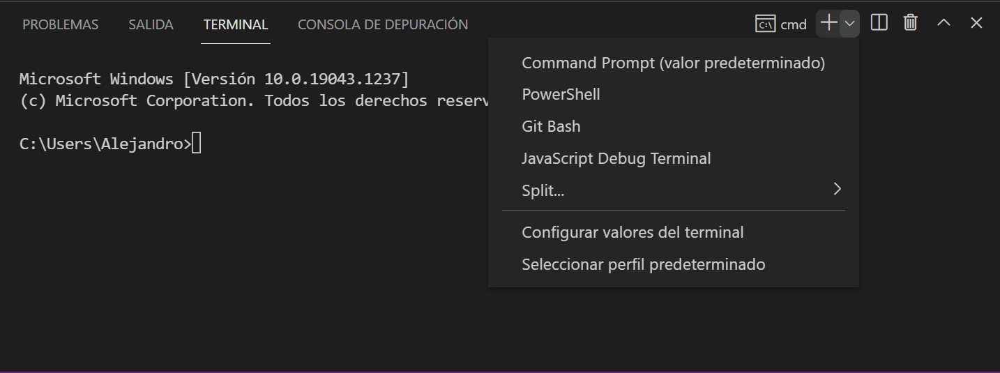 PROBLEMAS SALIDA TERMINAL CONSOLA DE DEPURACIÓN C:\ cmd
Microsoft Windows [Versión 10.0.19043.1237]
(c) Microsoft Corporation. Todos los derechos reserv
C:\Users\Alejandro>
Command Prompt (valor predeterminado)
PowerShell
Git Bash
JavaScript Debug Terminal
Split...
Configurar valores del terminal
Seleccionar perfil predeterminado